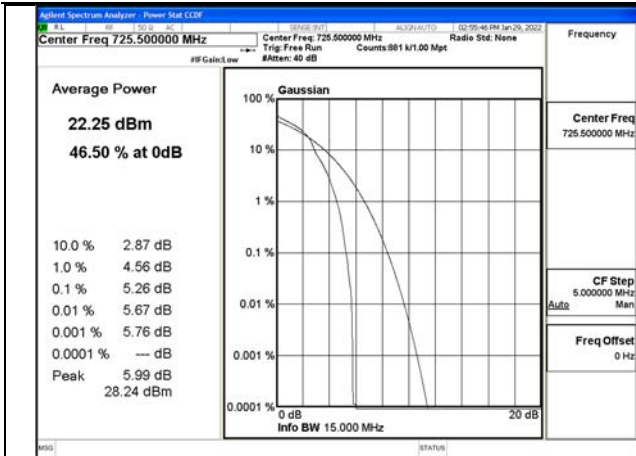 Agilent Spectrum Analyzer - Power Stat CCDF
RL RF 50 Ω AC SENSE:INT ALIGNAUTO 02:55:46 PM Jan 29, 2022
Center Freq 725.500000 MHz
Center Freq: 725.500000 MHz
Radio Std: None
Trig: Free Run
Counts:881 k/1.00 Mpt
#IFGain:Low
#Atten: 40 dB
Frequency
Average Power
22.25 dBm
46.50 % at 0dB
10.0 % 2.87 dB
1.0 % 4.56 dB
0.1 % 5.26 dB
0.01 % 5.67 dB
0.001 % 5.76 dB
0.0001 % --- dB
Peak 5.99 dB
28.24 dBm
Gaussian
100 %
10 %
1 %
0.1 %
0.01 %
0.001 %
0.0001 %
0 dB
20 dB
Info BW 15.000 MHz
Center Freq
725.500000 MHz
CF Step
5.000000 MHz
Auto Man
Freq Offset
0 Hz
MSG
STATUS